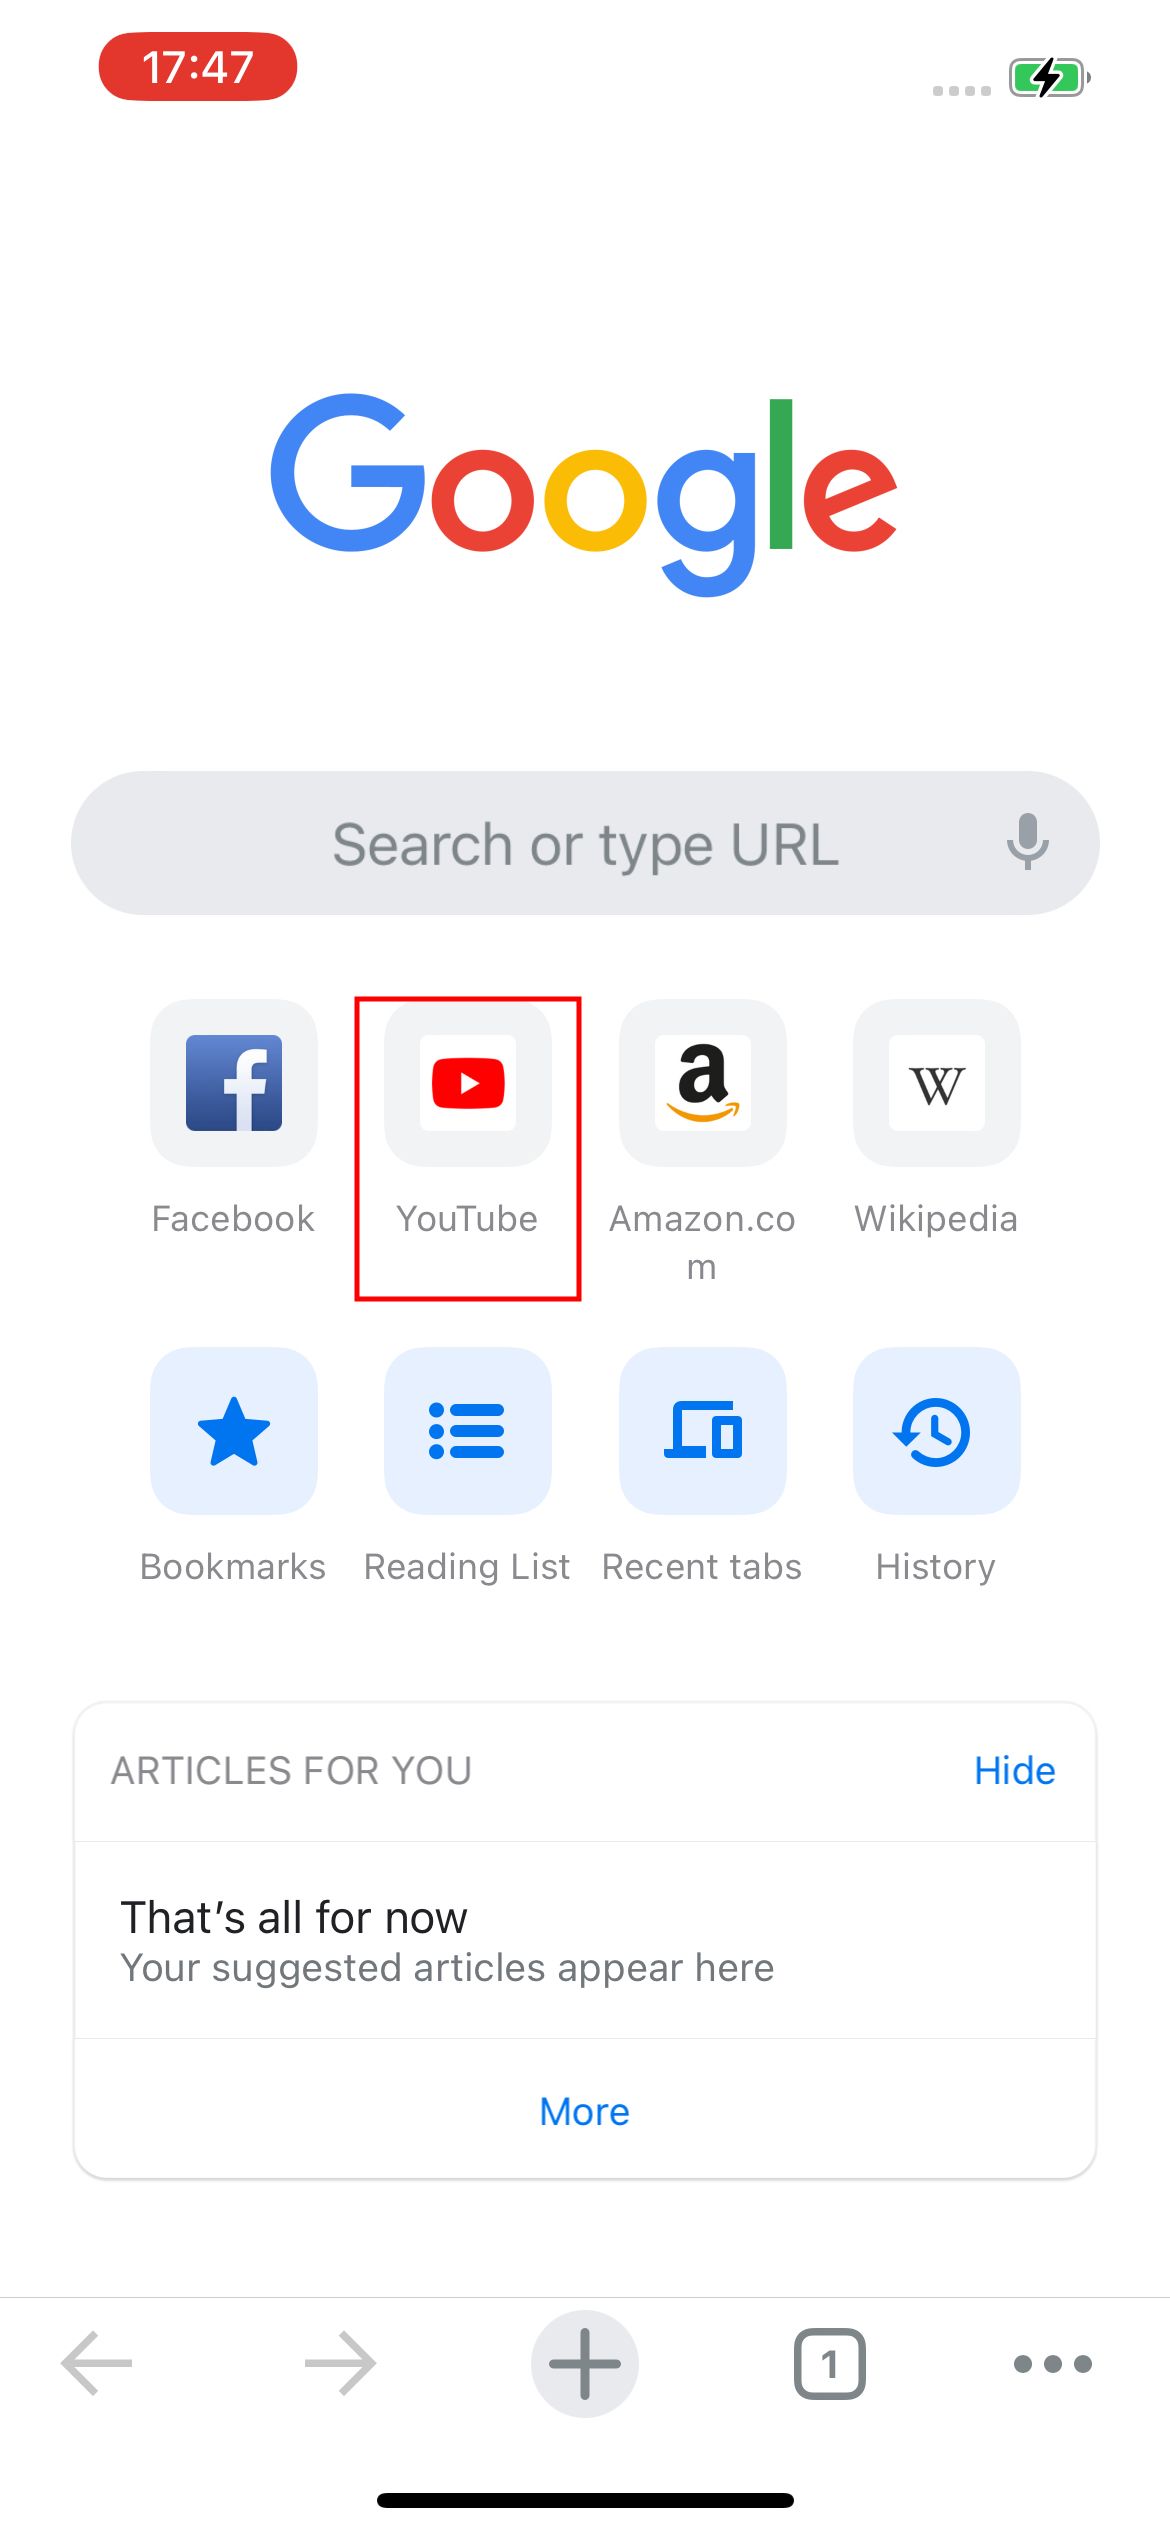 17:47
Google
Search or type URL
Facebook
YouTube
Amazon.co
m
Wikipedia
Bookmarks
Reading List
Recent tabs
History
ARTICLES FOR YOU
Hide
That’s all for now
Your suggested articles appear here
More
1